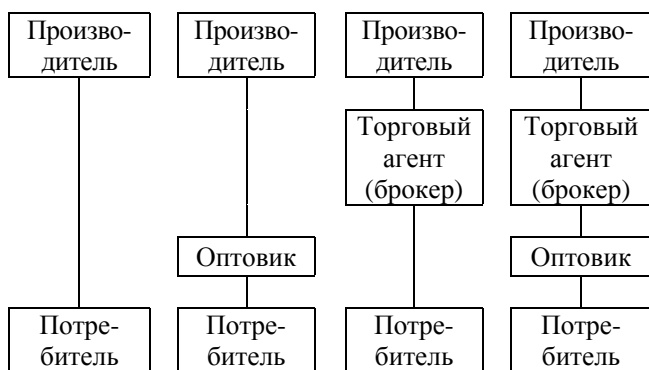 Произво- Произво- Произво- Произво-
дитель дитель дитель дитель
Торговый Торговый
агент агент
(брокер) (брокер)
Оптовик Оптовик
Потре- Потре- Потре- Потре-
битель битель битель битель